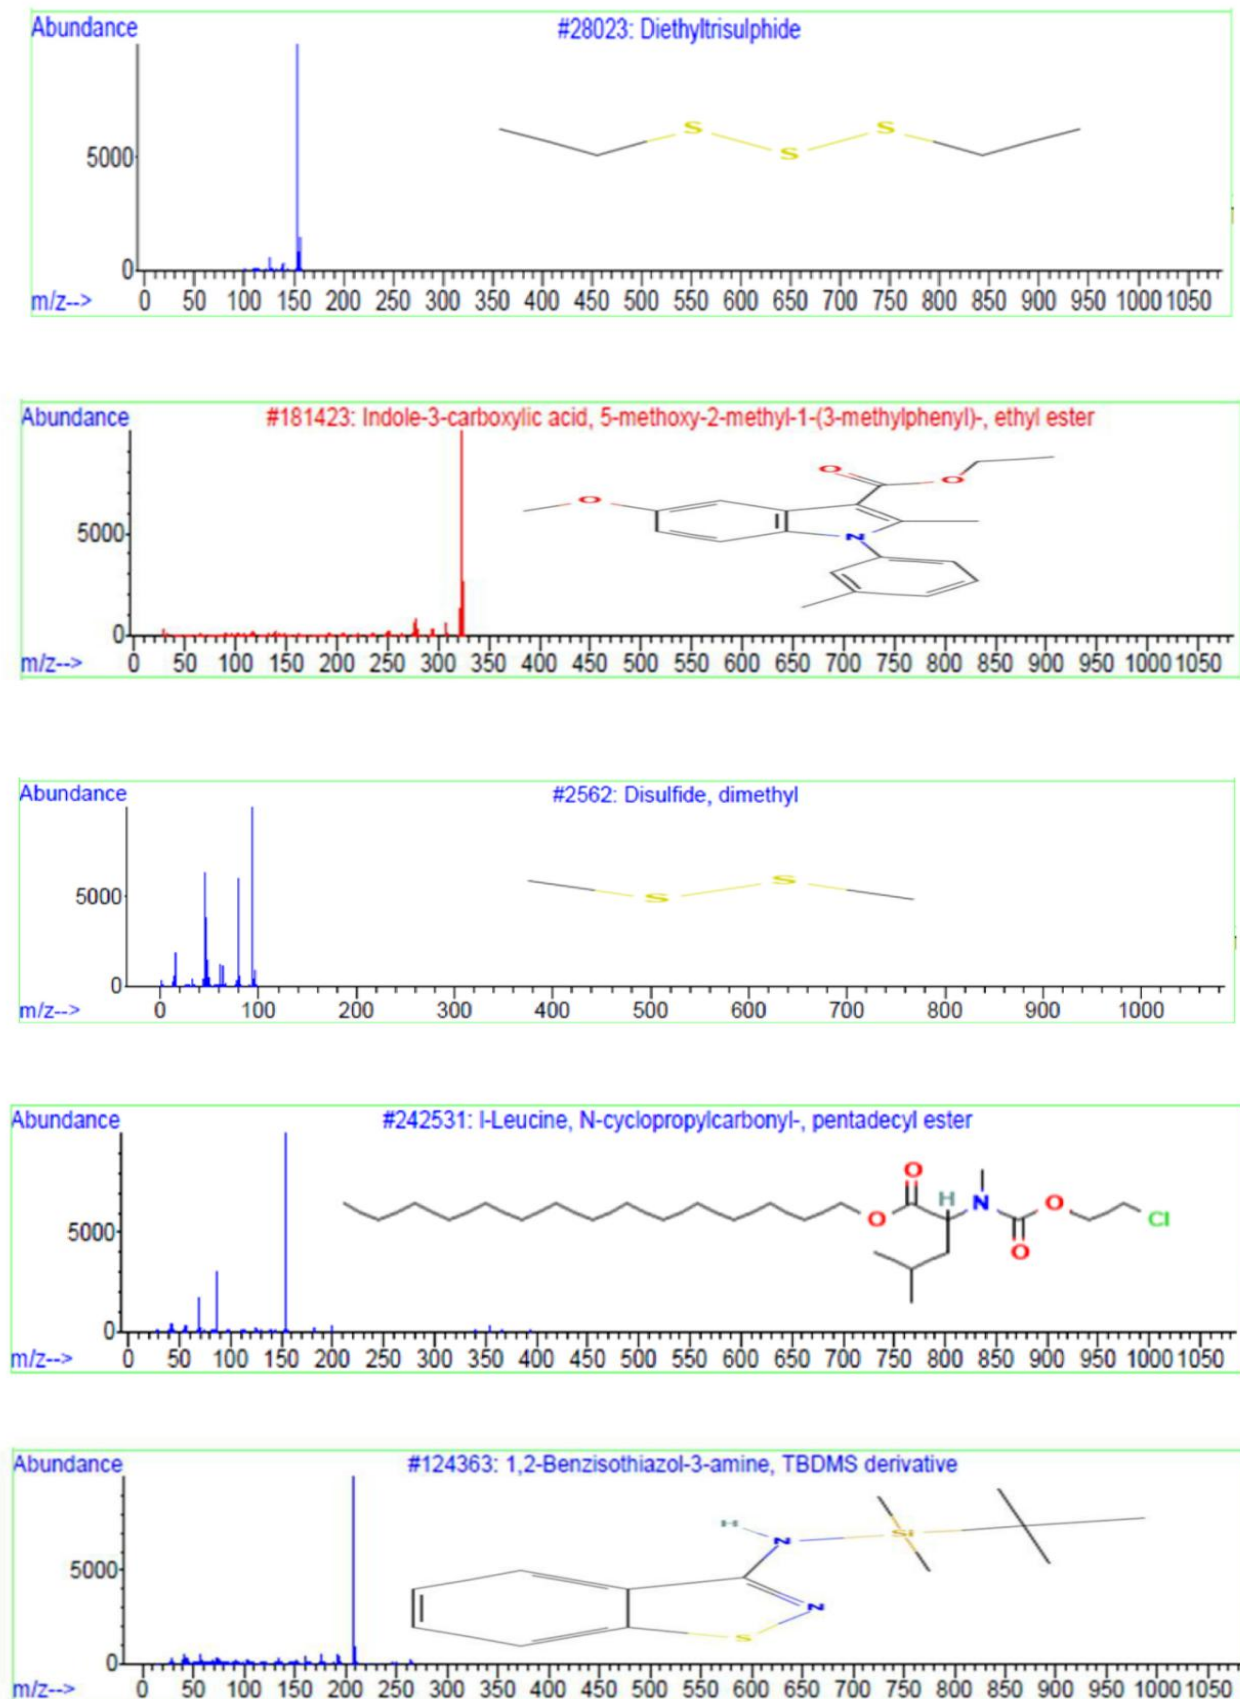 Abundance
#28023: Diethyltrisulphide
S S
S
5000
0
m/z--> 0 50 100 150 200 250 300 350 400 450 500 550 600 650 700 750 800 850 900 950 1000 1050
Abundance
#181423: Indole-3-carboxylic acid, 5-methoxy-2-methyl-1-(3-methylphenyl)-, ethyl ester
O
O O
5000
N
0
m/z--> 0 50 100 150 200 250 300 350 400 450 500 550 600 650 700 750 800 850 900 950 1000 1050
Abundance
#2562: Disulfide, dimethyl
S
5000 S
0
m/z--> 0 100 200 300 400 500 600 700 800 900 1000
Abundance
#242531: l-Leucine, N-cyclopropylcarbonyl-, pentadecyl ester
O
H N O
O Cl
5000
O
0
m/z--> 0 50 100 150 200 250 300 350 400 450 500 550 600 650 700 750 800 850 900 950 1000 1050
Abundance
#124363: 1,2-Benzisothiazol-3-amine, TBDMS derivative
H
N Si
5000
N
S
0
m/z--> 0 50 100 150 200 250 300 350 400 450 500 550 600 650 700 750 800 850 900 950 1000 1050